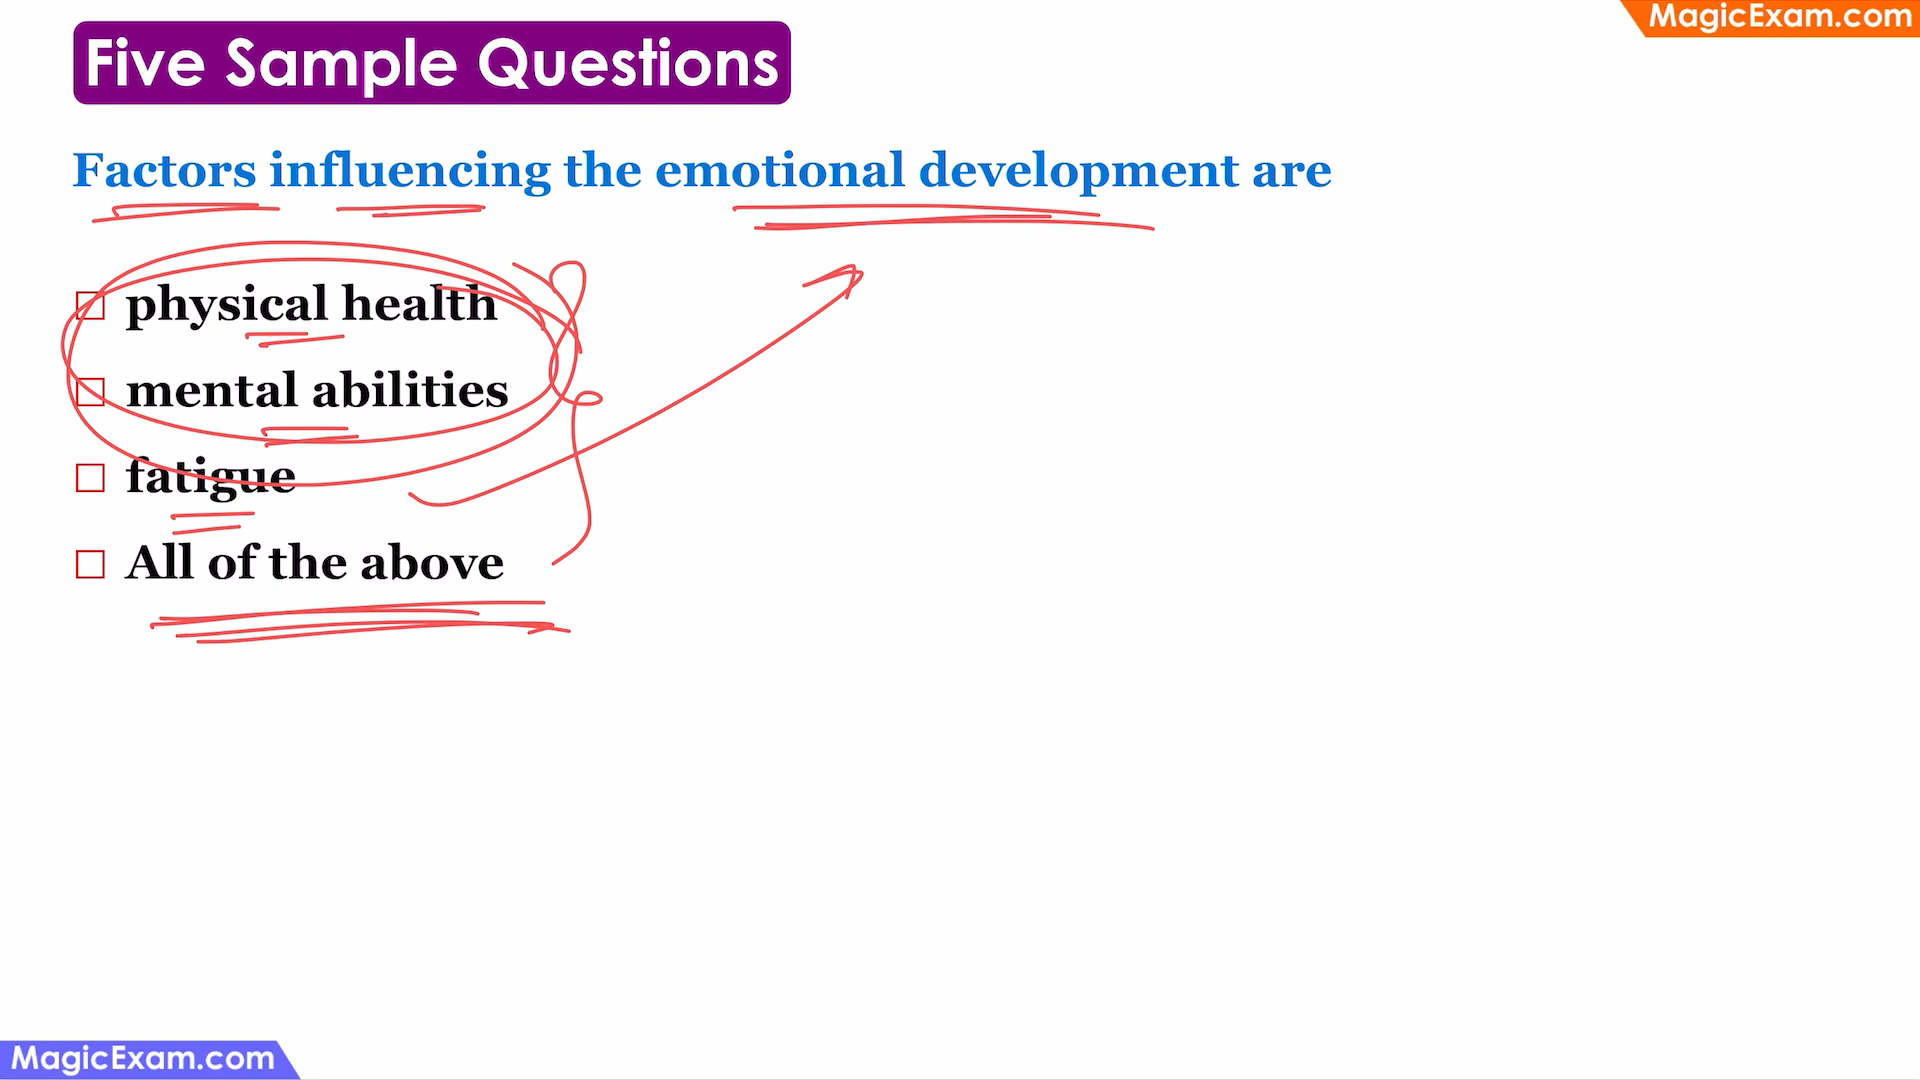 MagicExam.com
Five Sample Questions
Factors influencing the emotional development are
physical health
mental abilities
fatigue
All of the above
MagicExam.com